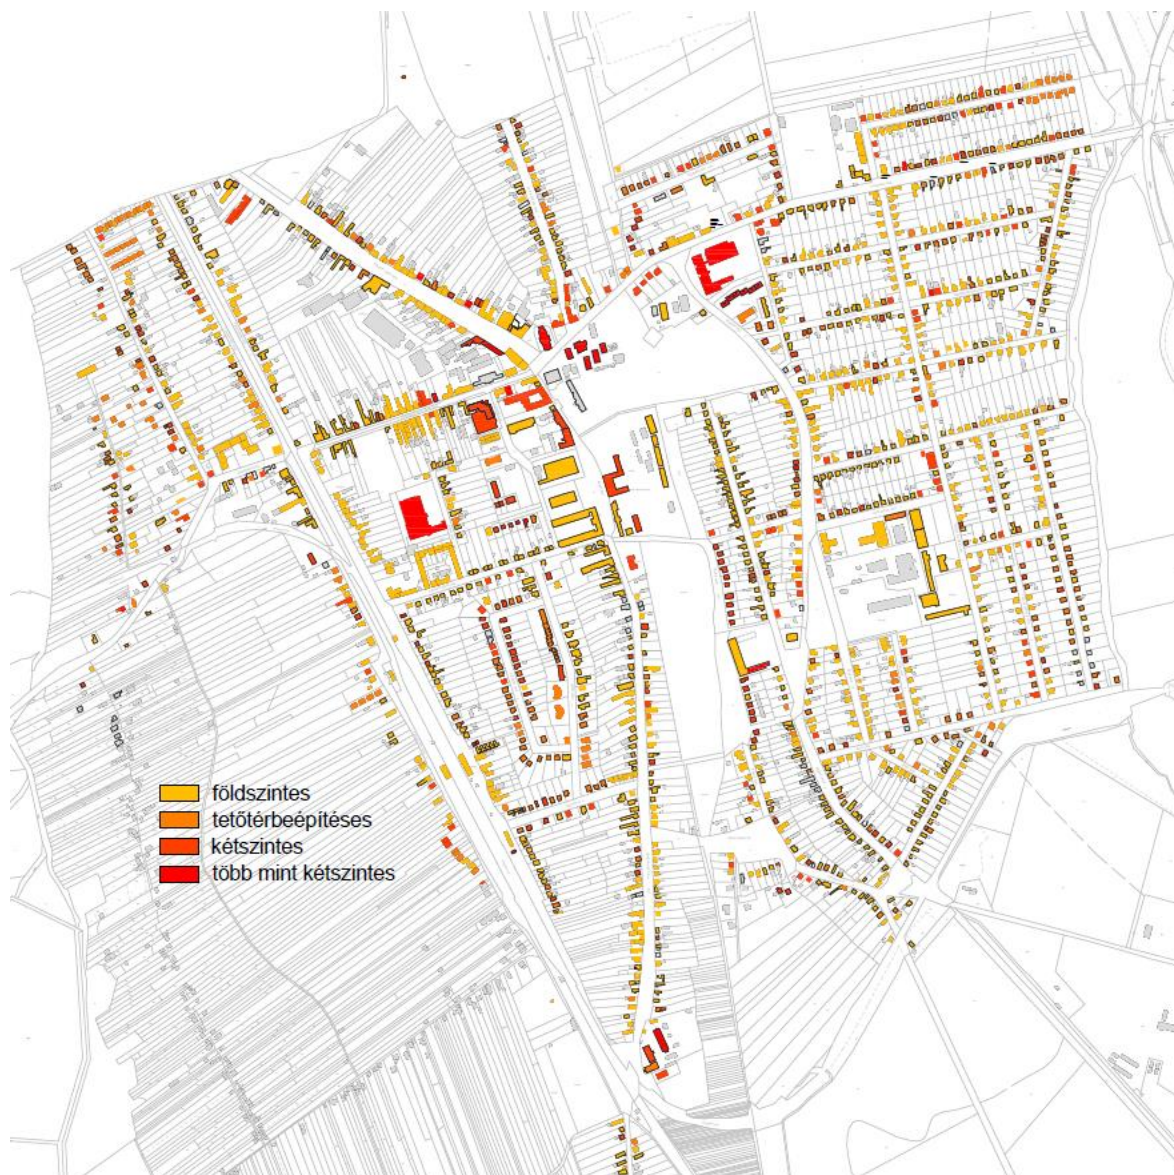 földszintes
tetőtérbeépítéses
kétszintes
több mint kétszintes